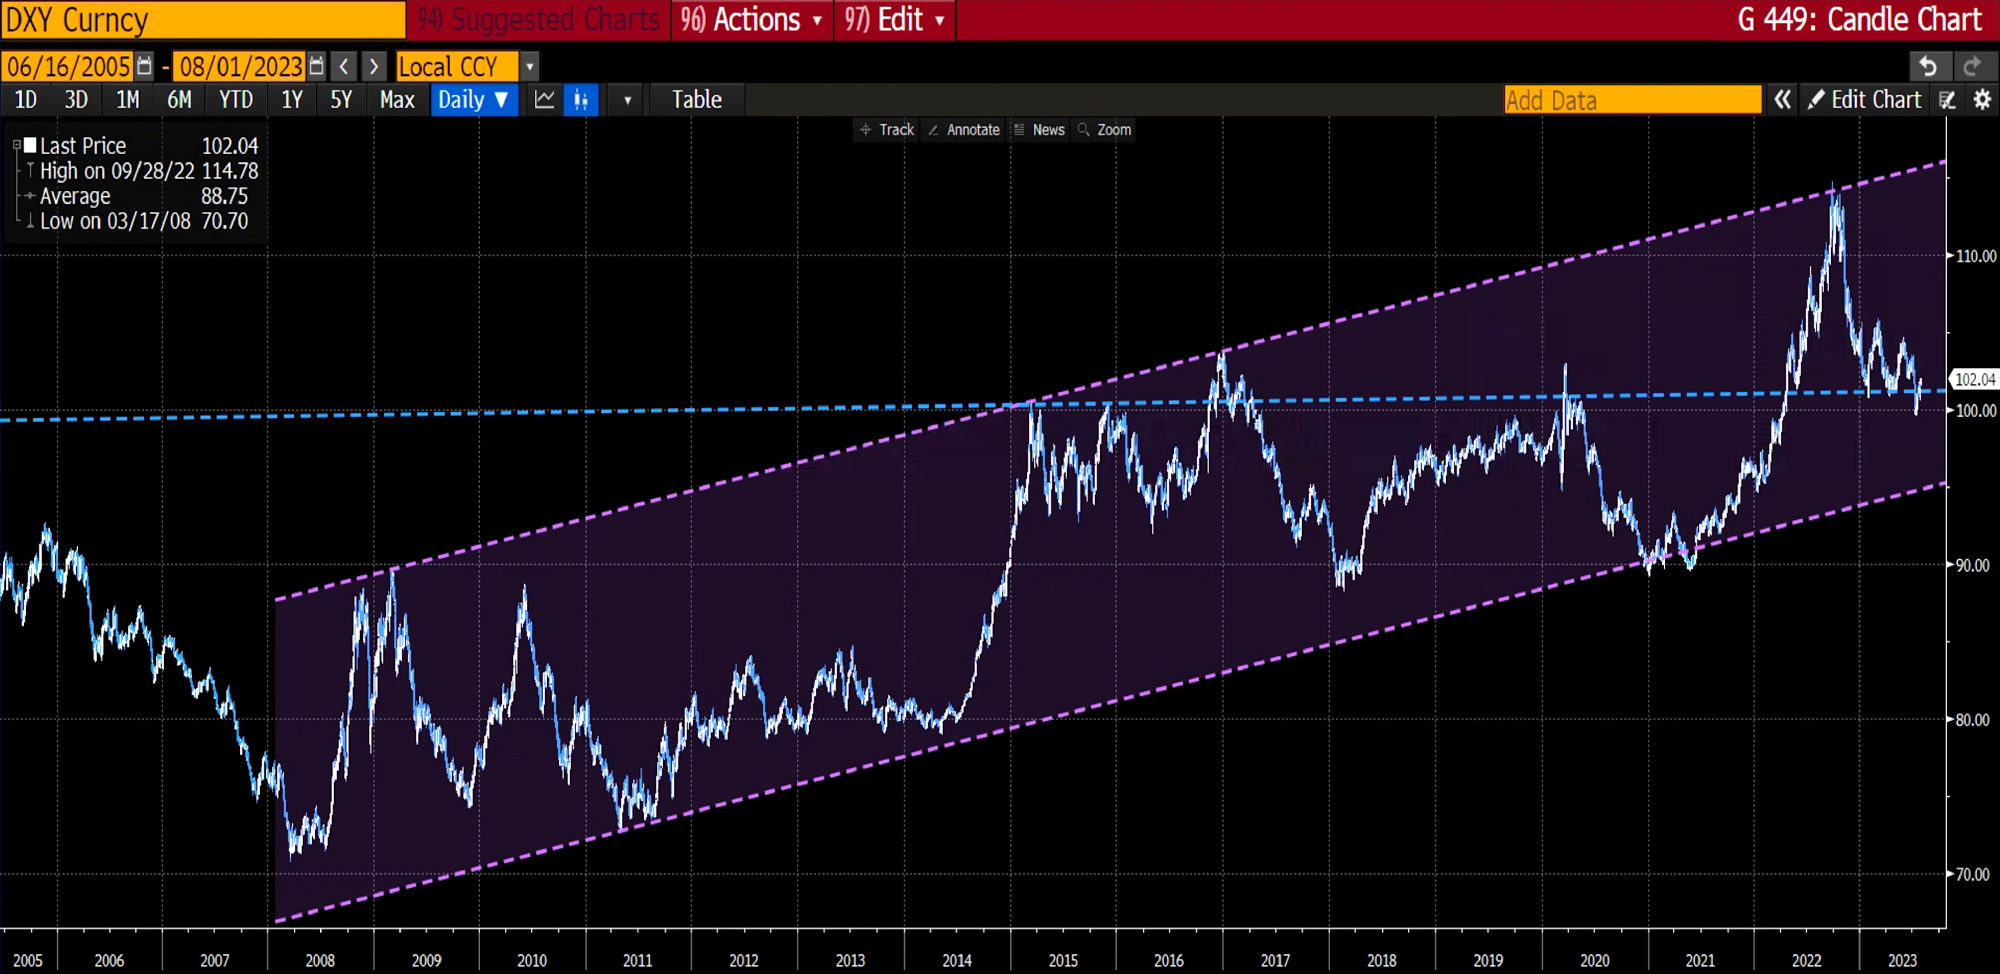 DXY Curncy 94) Suggested Charts 96) Actions 97) Edit G 449: Candle Chart
06/16/2005 - 08/01/2023 Local CCY
1D 3D 1M 6M YTD 1Y 5Y Max Daily Table Add Data Edit Chart
Track Annotate News Zoom
Last Price 102.04
High on 09/28/22 114.78
Average 88.75
Low on 03/17/08 70.70
110.00
102.04
100.00
90.00
80.00
70.00
2005 2006 2007 2008 2009 2010 2011 2012 2013 2014 2015 2016 2017 2018 2019 2020 2021 2022 2023